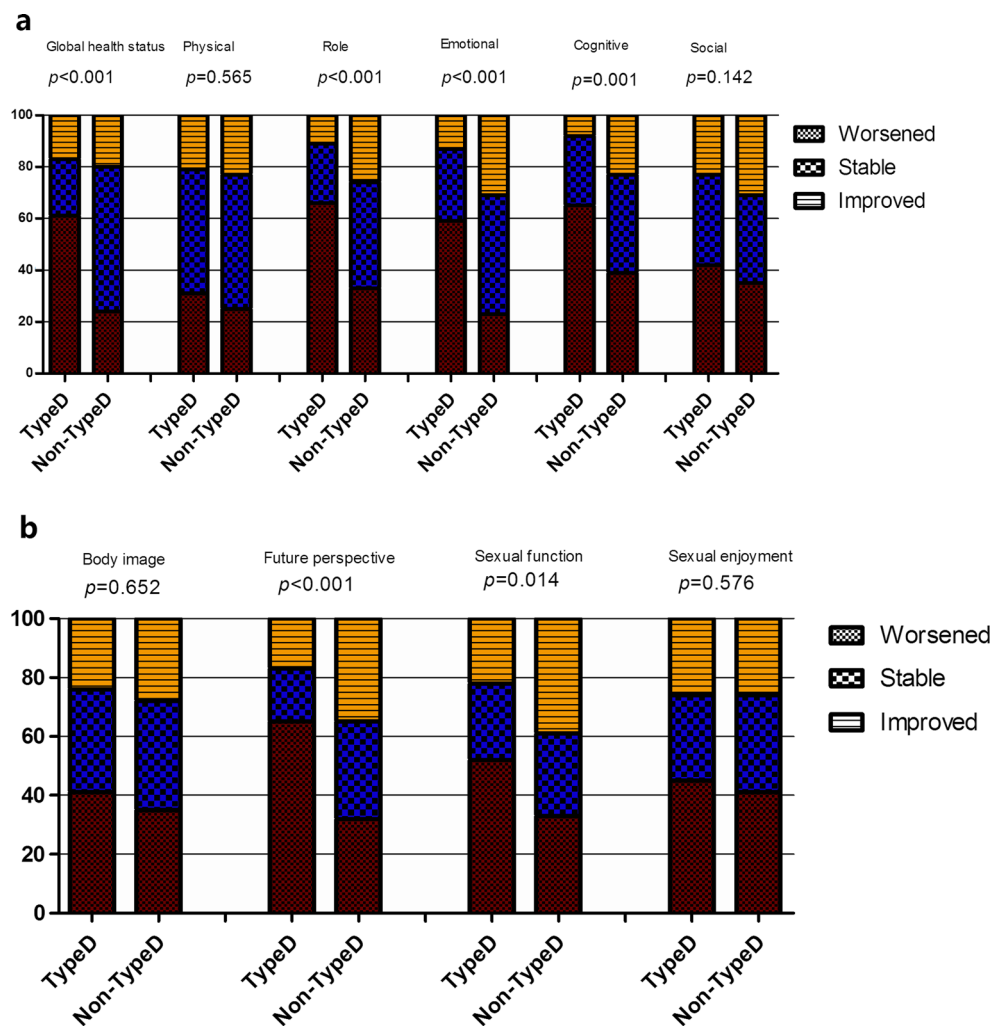 a
Global health status Physical Role Emotional Cognitive Social
p<0.001 p=0.565 p<0.001 p<0.001 p=0.001 p=0.142
100
80
60
40
20
0
Worsened
Stable
Improved
TypeD Non-TypeD TypeD Non-TypeD TypeD Non-TypeD TypeD Non-TypeD TypeD Non-TypeD TypeD Non-TypeD
b
Body image Future perspective Sexual function Sexual enjoyment
p=0.652 p<0.001 p=0.014 p=0.576
100
80
60
40
20
0
Worsened
Stable
Improved
TypeD Non-TypeD TypeD Non-TypeD TypeD Non-TypeD TypeD Non-TypeD